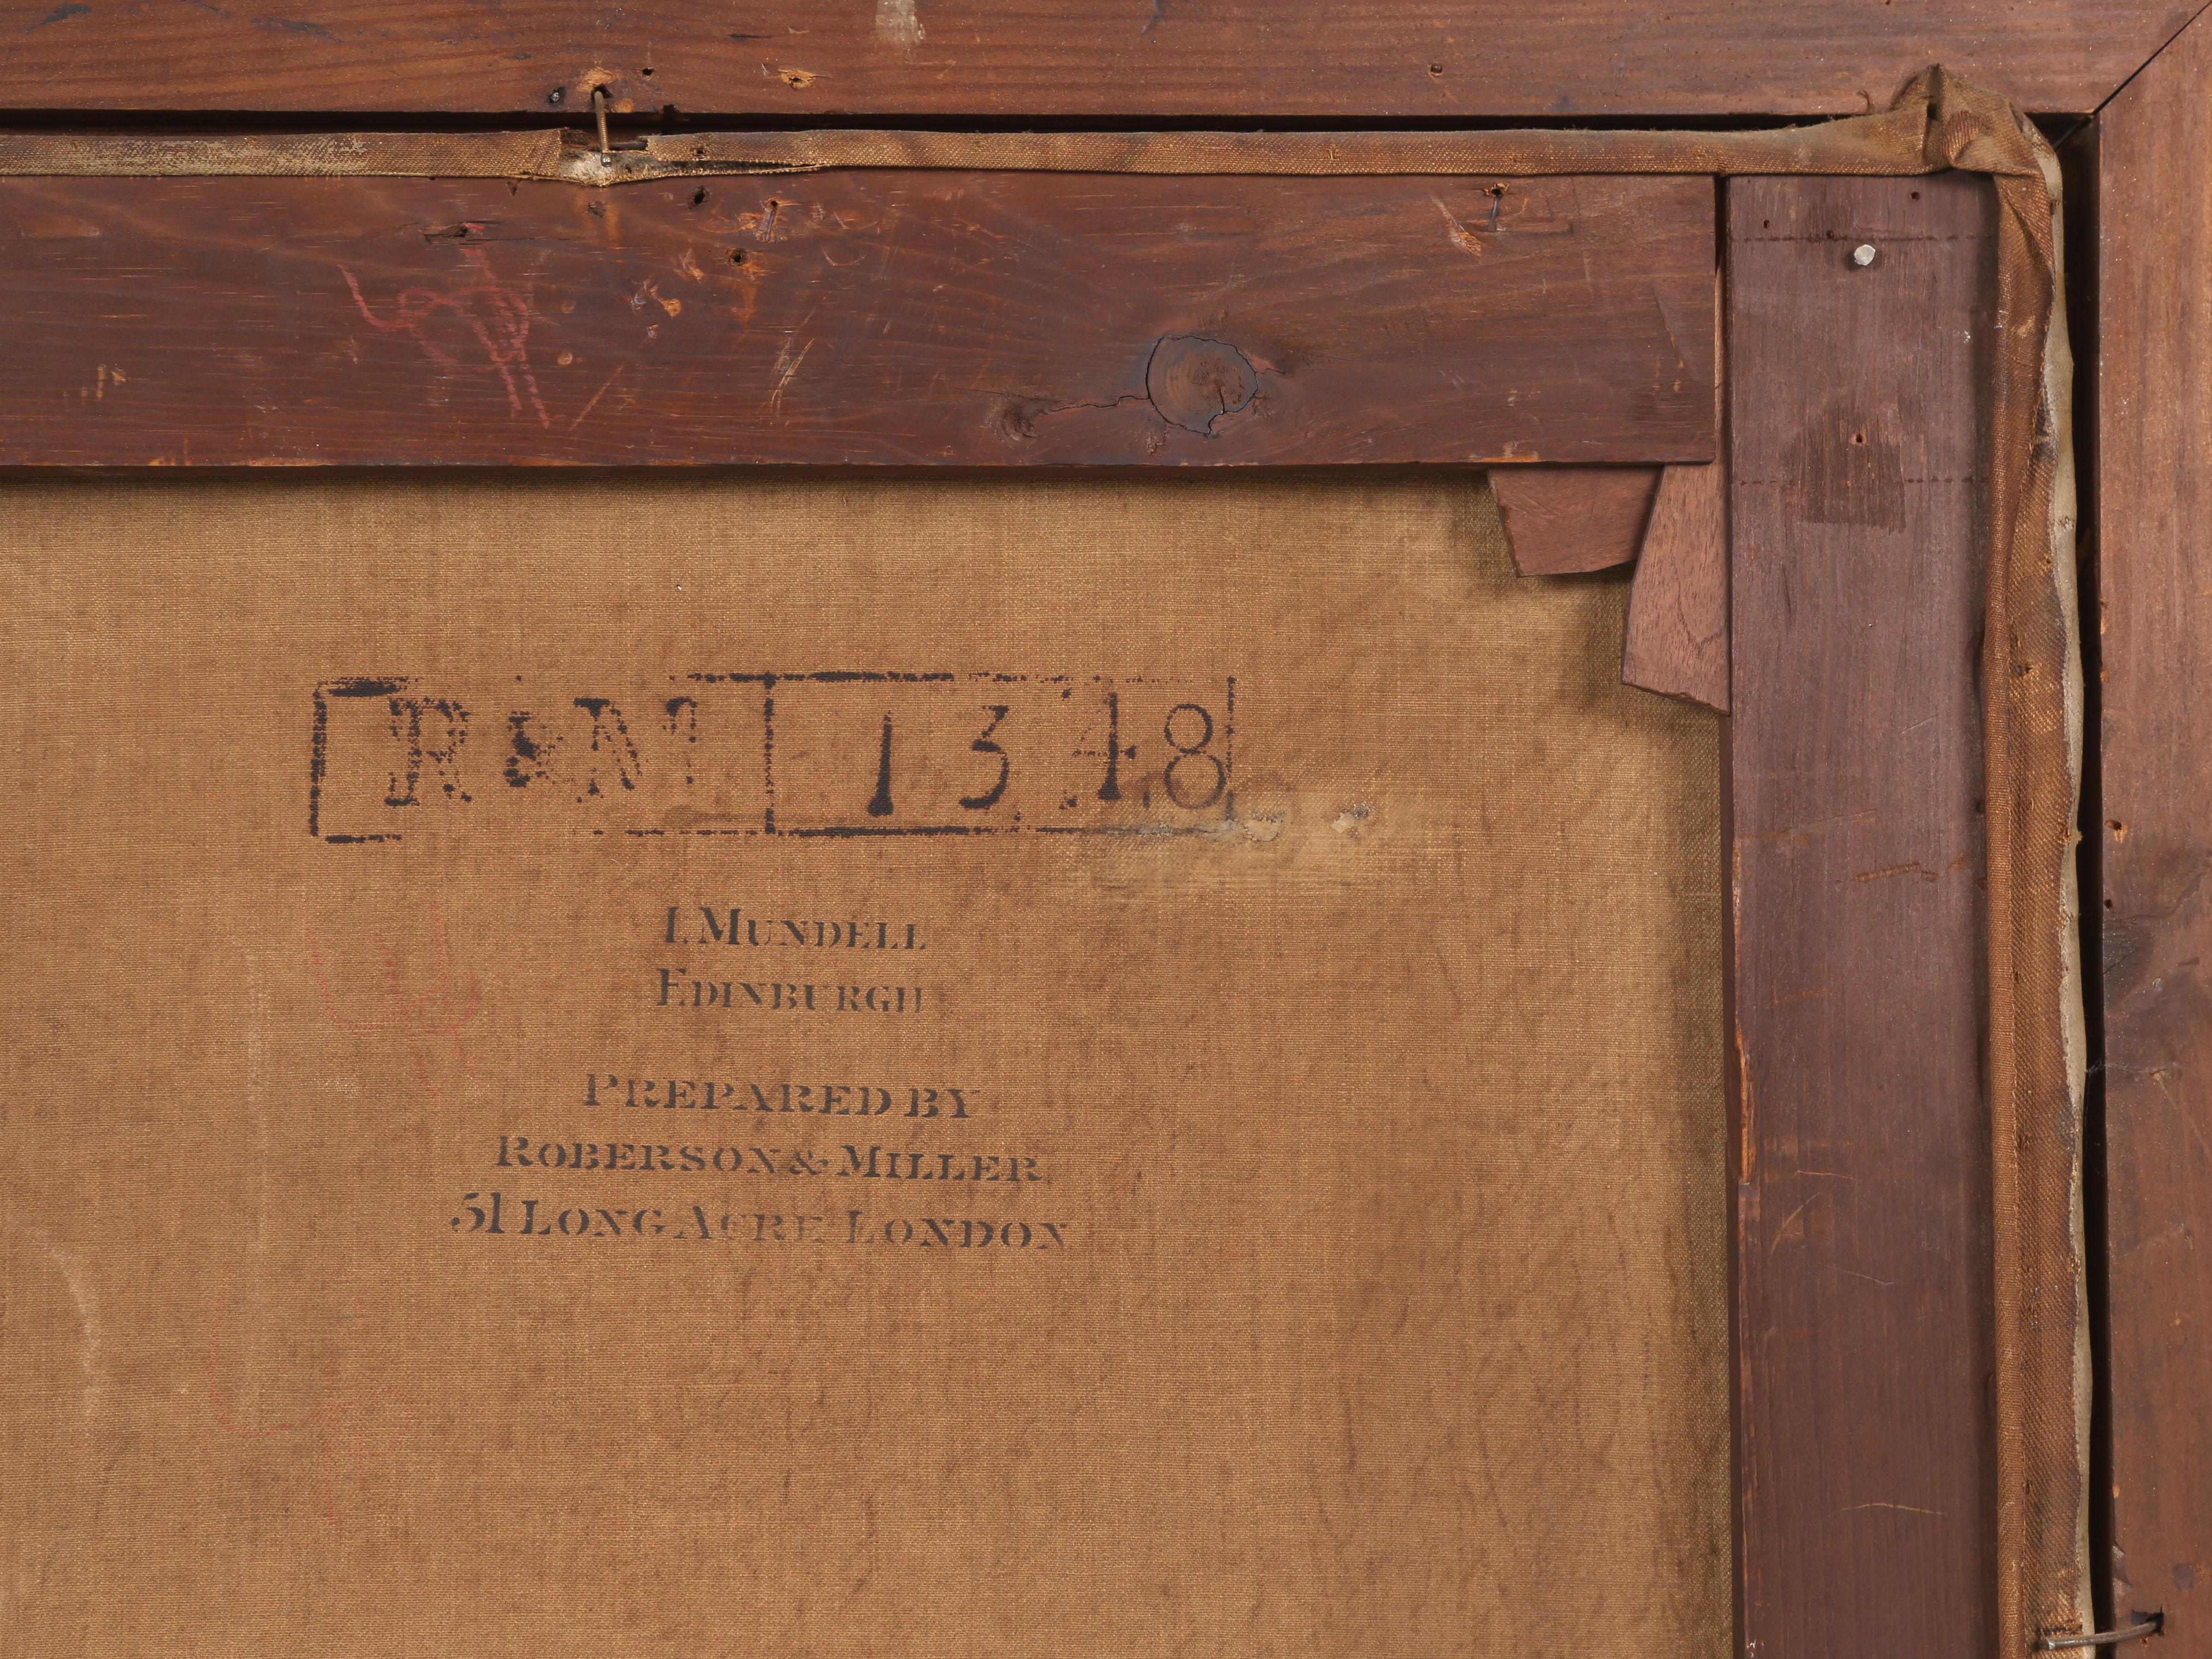 R&M 1348
I. MUNDELL
EDINBURGH
PREPARED BY
ROBERSON & MILLER
51 LONG ACRE LONDON